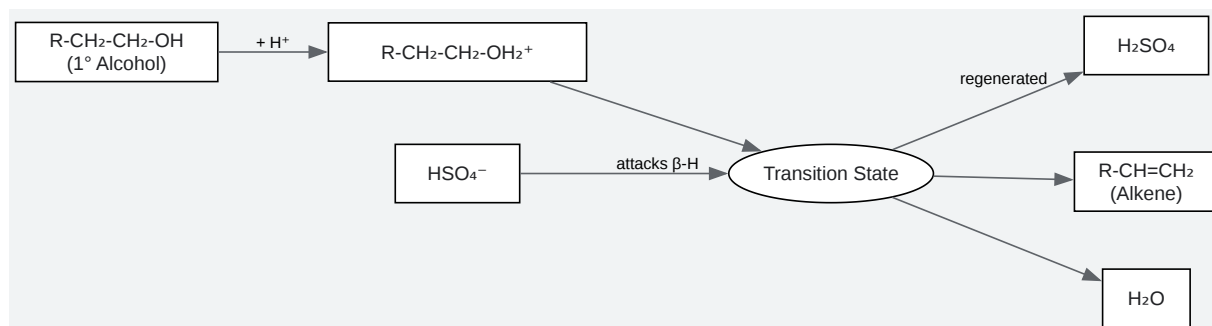 R-CH₂-CH₂-OH
(1° Alcohol)
+ H⁺
R-CH₂-CH₂-OH₂⁺
H₂SO₄
regenerated
HSO₄⁻
attacks β-H
Transition State
R-CH=CH₂
(Alkene)
H₂O